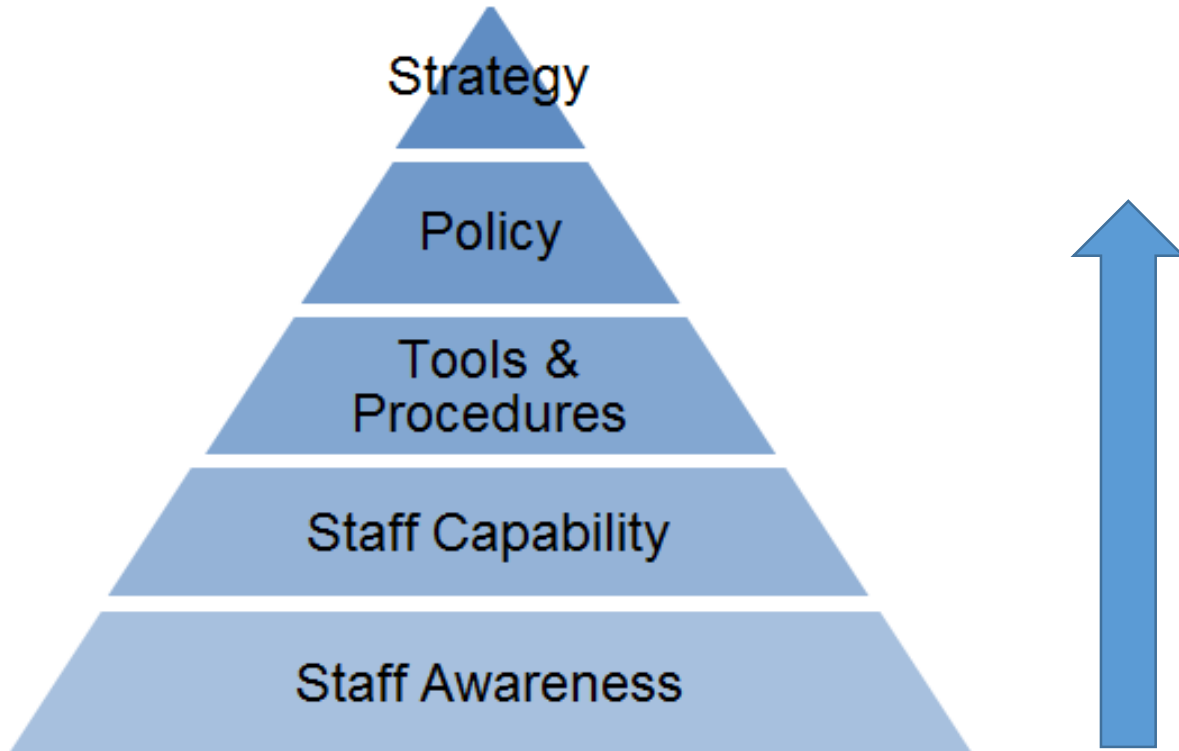 Strategy
Policy
Tools &
Procedures
Staff Capability
Staff Awareness